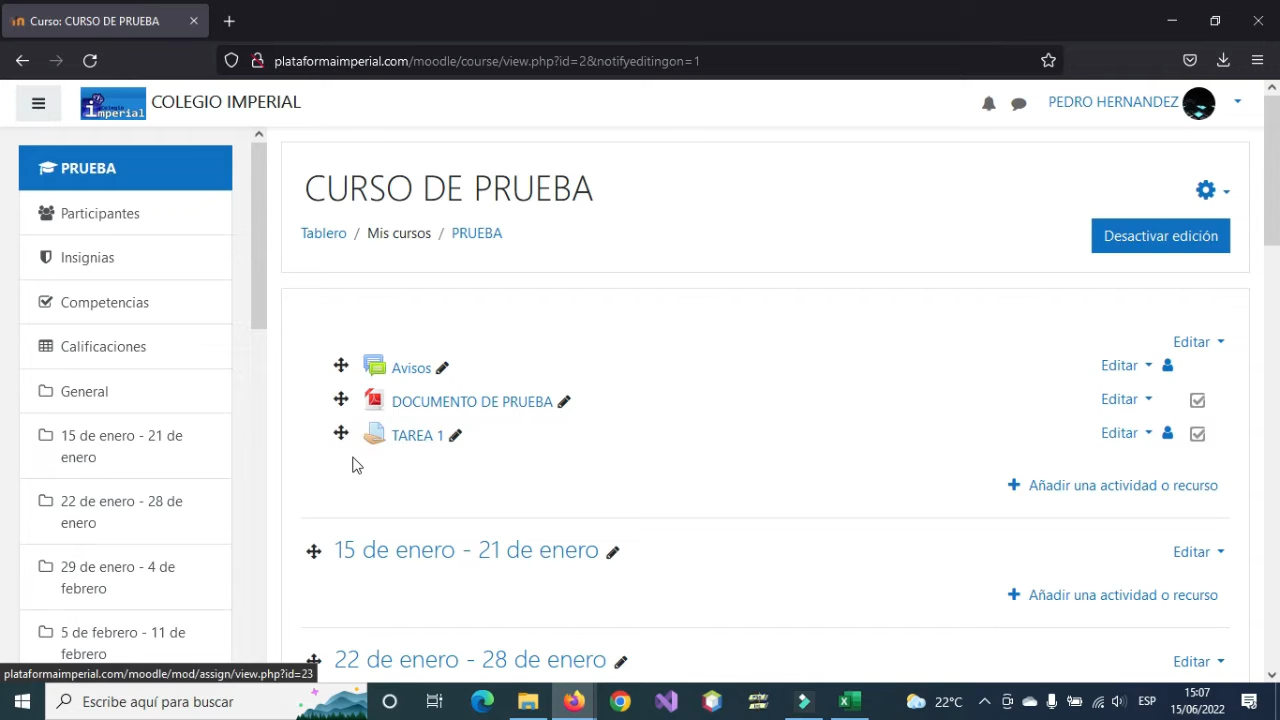 Curso: CURSO DE PRUEBA
plataformaimperial.com/moodle/course/view.php?id=2&notifyeditingon=1
Colegio
imperial
COLEGIO IMPERIAL
PEDRO HERNANDEZ
PRUEBA
Participantes
Insignias
Competencias
Calificaciones
General
15 de enero - 21 de
enero
22 de enero - 28 de
enero
29 de enero - 4 de
febrero
5 de febrero - 11 de
febrero
CURSO DE PRUEBA
Tablero / Mis cursos / PRUEBA
Desactivar edición
Editar
Avisos
Editar
DOCUMENTO DE PRUEBA
Editar
TAREA 1
Editar
Añadir una actividad o recurso
15 de enero - 21 de enero
Editar
Añadir una actividad o recurso
22 de enero - 28 de enero
Editar
plataformaimperial.com/moodle/mod/assign/view.php?id=23
Escribe aquí para buscar
22°C
ESP
15:07
15/06/2022